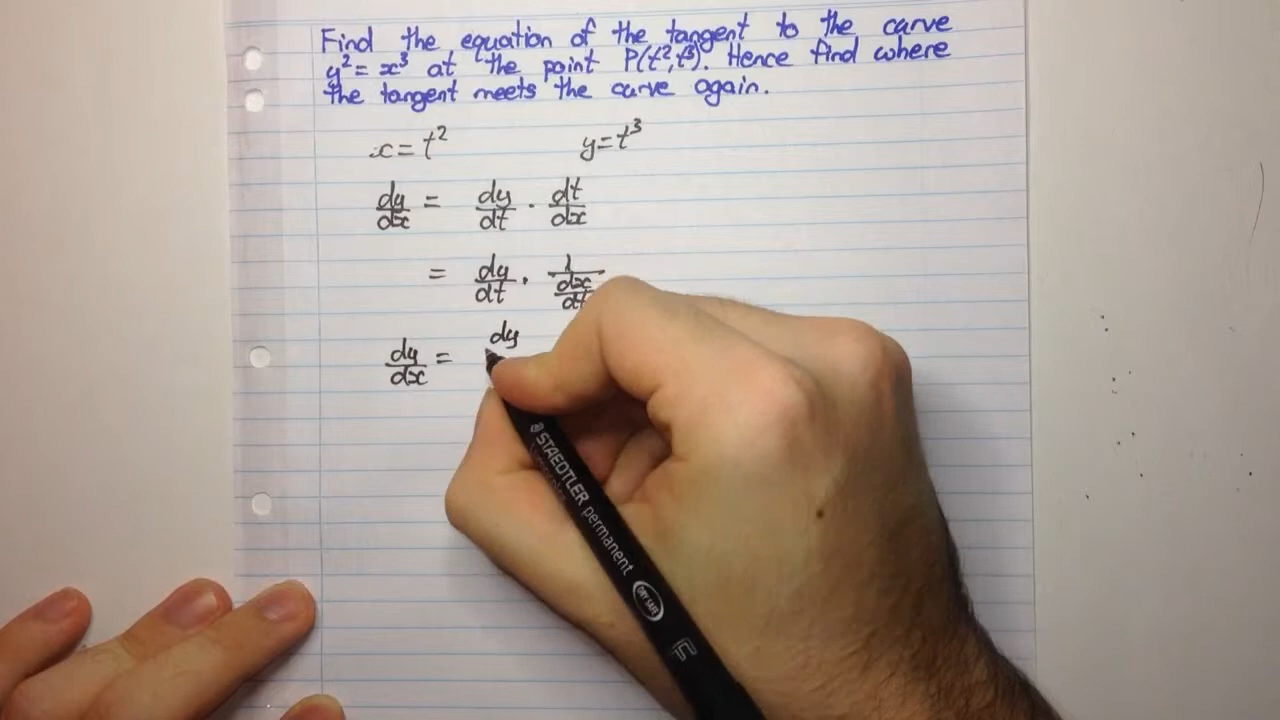 Find the equation of the tangent to the curve
y² = x³ at the point P(t², t³). Hence find where
the tangent meets the curve again.
x = t² y = t³
dy/dx = dy/dt · dt/dx
= dy/dt · 1/(dx/dt)
dy/dx = dy
STAEDTLER permanent DRY SAFE F